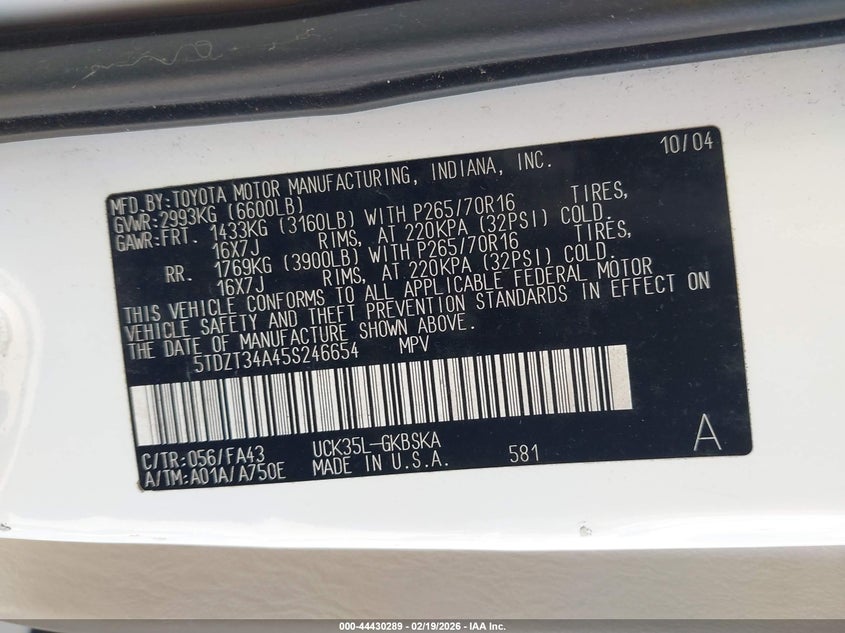 10/04
MFD.BY:TOYOTA MOTOR MANUFACTURING, INDIANA, INC.
GVWR:2993KG (6600LB)
GAWR:FRT. 1433KG (3160LB) WITH P265/70R16 TIRES,
16X7J RIMS, AT 220KPA (32PSI) COLD.
RR. 1769KG (3900LB) WITH P265/70R16 TIRES,
16X7J RIMS, AT 220KPA (32PSI) COLD.
THIS VEHICLE CONFORMS TO ALL APPLICABLE FEDERAL MOTOR
VEHICLE SAFETY AND THEFT PREVENTION STANDARDS IN EFFECT ON
THE DATE OF MANUFACTURE SHOWN ABOVE.
5TDZT34A45S246654 MPV
C/TR:056/FA43 UCK35L-GKBSKA
A/TM:A01A/A750E MADE IN U.S.A. 581 A
000-44430289 - 02/19/2026 - IAA Inc.